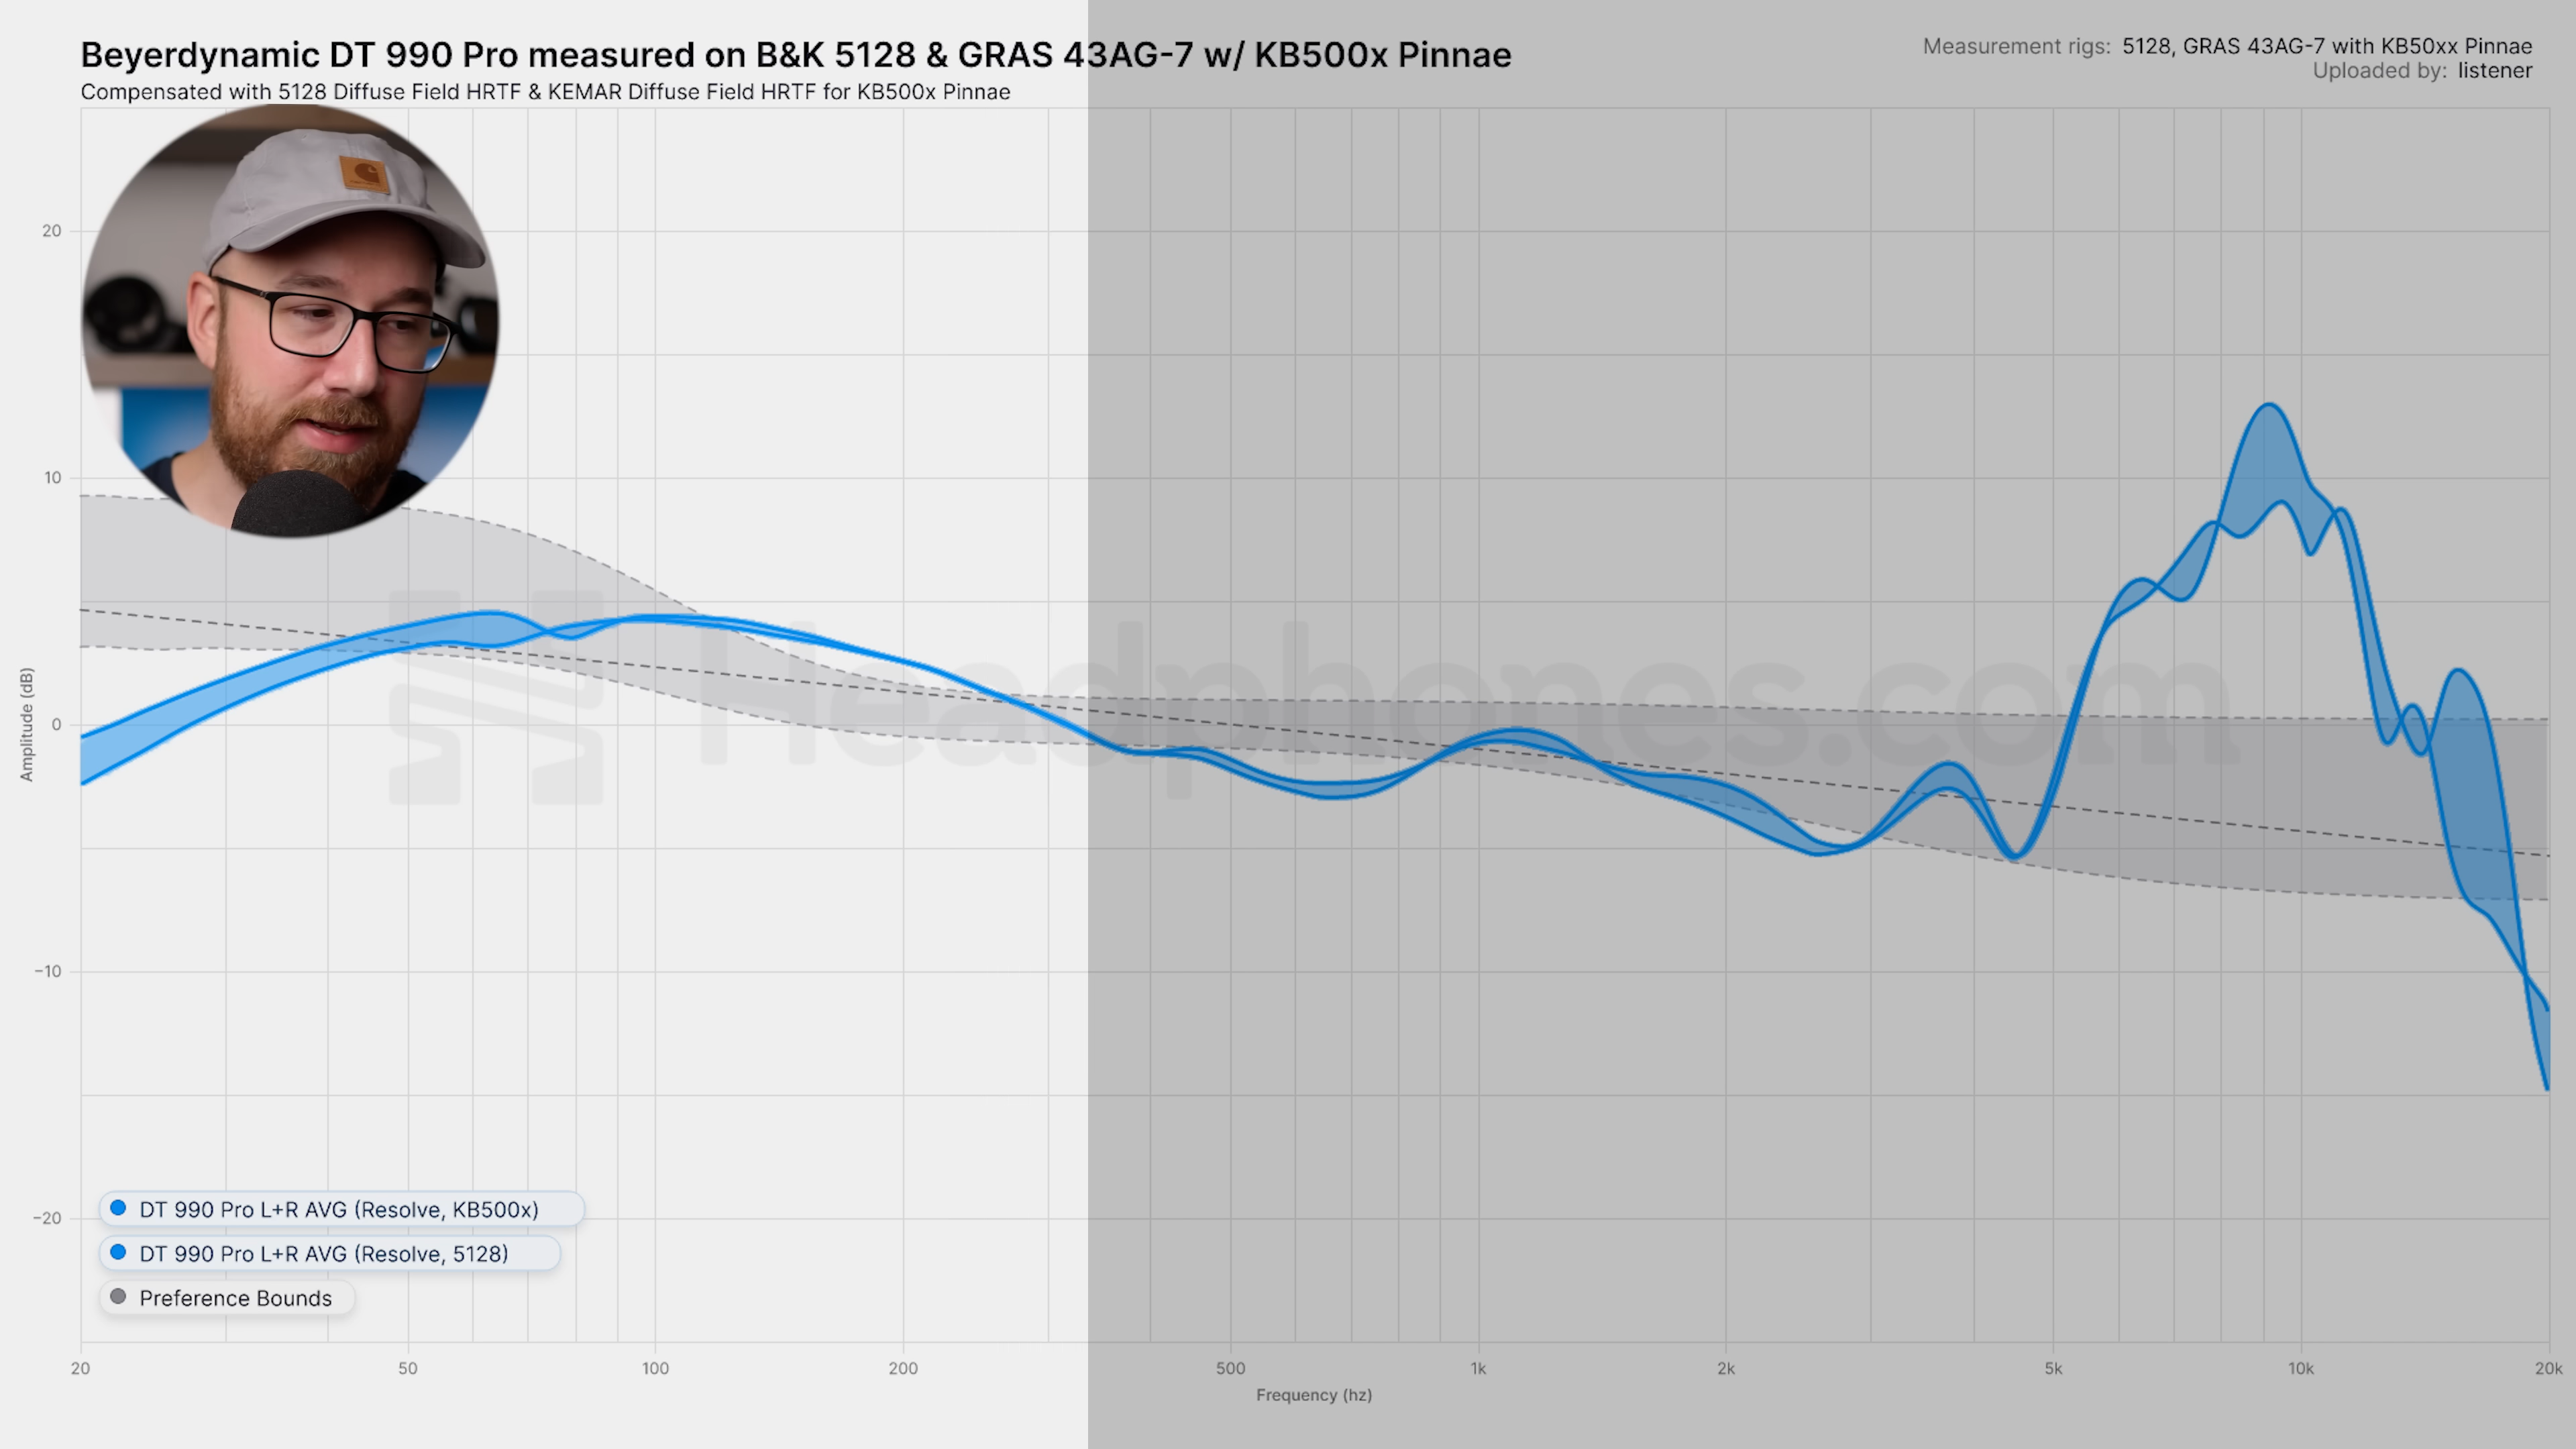 Beyerdynamic DT 990 Pro measured on B&K 5128 & GRAS 43AG-7 w/ KB500x Pinnae
Compensated with 5128 Diffuse Field HRTF & KEMAR Diffuse Field HRTF for KB500x Pinnae
Measurement rigs: 5128, GRAS 43AG-7 with KB50xx Pinnae
Uploaded by: listener
20
10
0
-10
-20
Amplitude (dB)
Headphones.com
DT 990 Pro L+R AVG (Resolve, KB500x)
DT 990 Pro L+R AVG (Resolve, 5128)
Preference Bounds
20 50 100 200 500 1k 2k 5k 10k 20k
Frequency (hz)